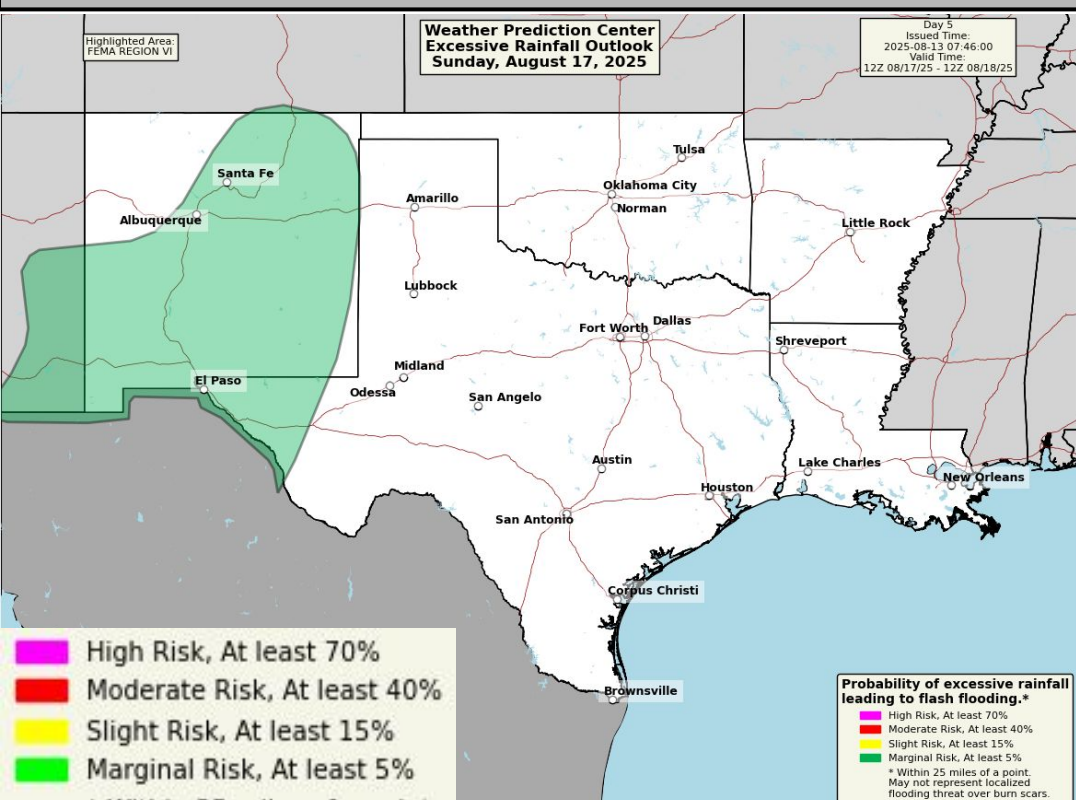 Highlighted Area:
FEMA REGION VI
Weather Prediction Center
Excessive Rainfall Outlook
Sunday, August 17, 2025
Day 5
Issued Time:
2025-08-13 07:46:00
Valid Time:
12Z 08/17/25 - 12Z 08/18/25
Tulsa
Santa Fe
Oklahoma City
Amarillo
Norman
Albuquerque
Little Rock
Lubbock
Dallas
Fort Worth
Shreveport
Midland
El Paso
Odessa
San Angelo
Austin
Lake Charles
New Orleans
Houston
San Antonio
Corpus Christi
Brownsville
High Risk, At least 70%
Moderate Risk, At least 40%
Slight Risk, At least 15%
Marginal Risk, At least 5%
Probability of excessive rainfall
leading to flash flooding.*
High Risk, At least 70%
Moderate Risk, At least 40%
Slight Risk, At least 15%
Marginal Risk, At least 5%
* Within 25 miles of a point.
May not represent localized
flooding threat over burn scars.